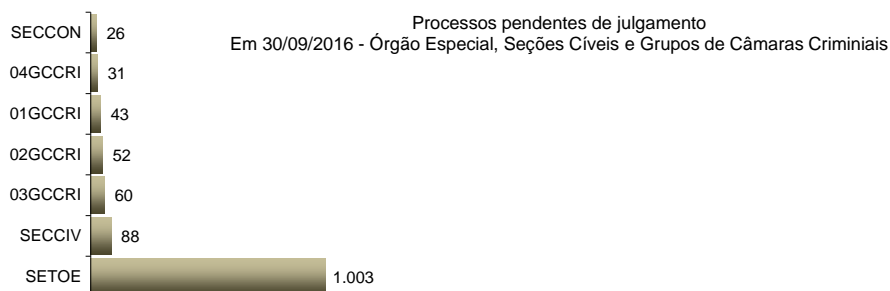 Processos pendentes de julgamento
Em 30/09/2016 - Órgão Especial, Seções Cíveis e Grupos de Câmaras Criminiais
SECCON 26
04GCCRI 31
01GCCRI 43
02GCCRI 52
03GCCRI 60
SECCIV 88
SETOE 1.003